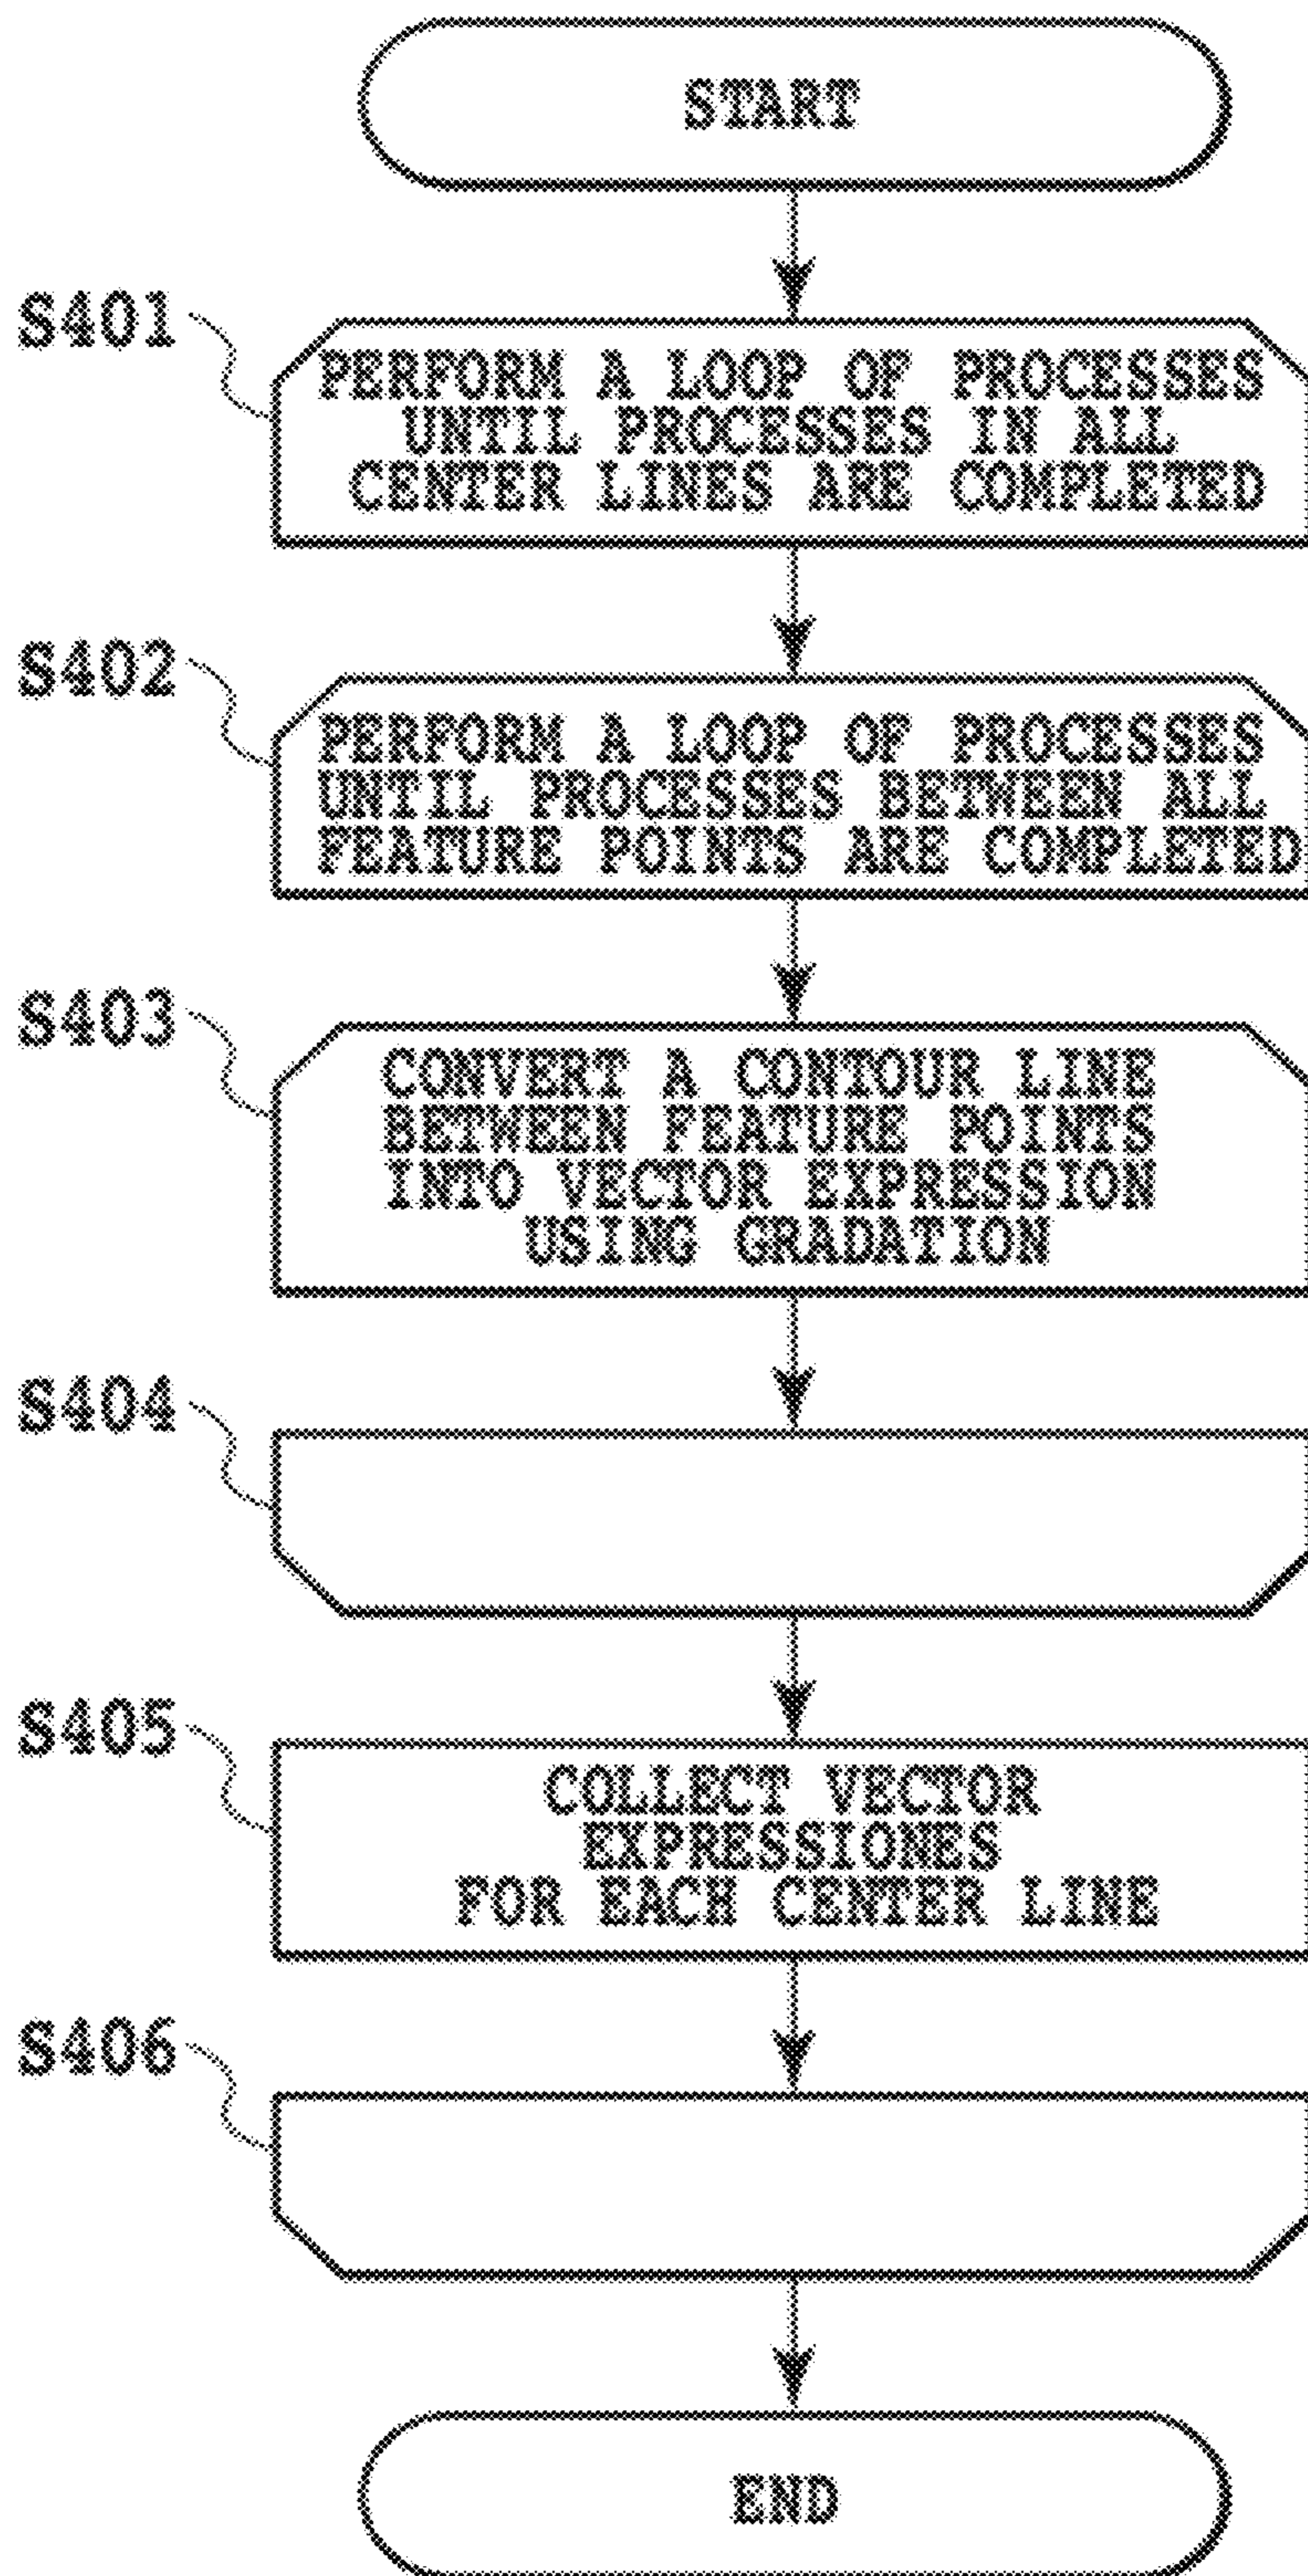 START
S401
PERFORM A LOOP OF PROCESSES
UNTIL PROCESSES IN ALL
CENTER LINES ARE COMPLETED
S402
PERFORM A LOOP OF PROCESSES
UNTIL PROCESSES BETWEEN ALL
FEATURE POINTS ARE COMPLETED
S403
CONVERT A CONTOUR LINE
BETWEEN FEATURE POINTS
INTO VECTOR EXPRESSION
USING GRADATION
S404
S405
COLLECT VECTOR
EXPRESSIONES
FOR EACH CENTER LINE
S406
END